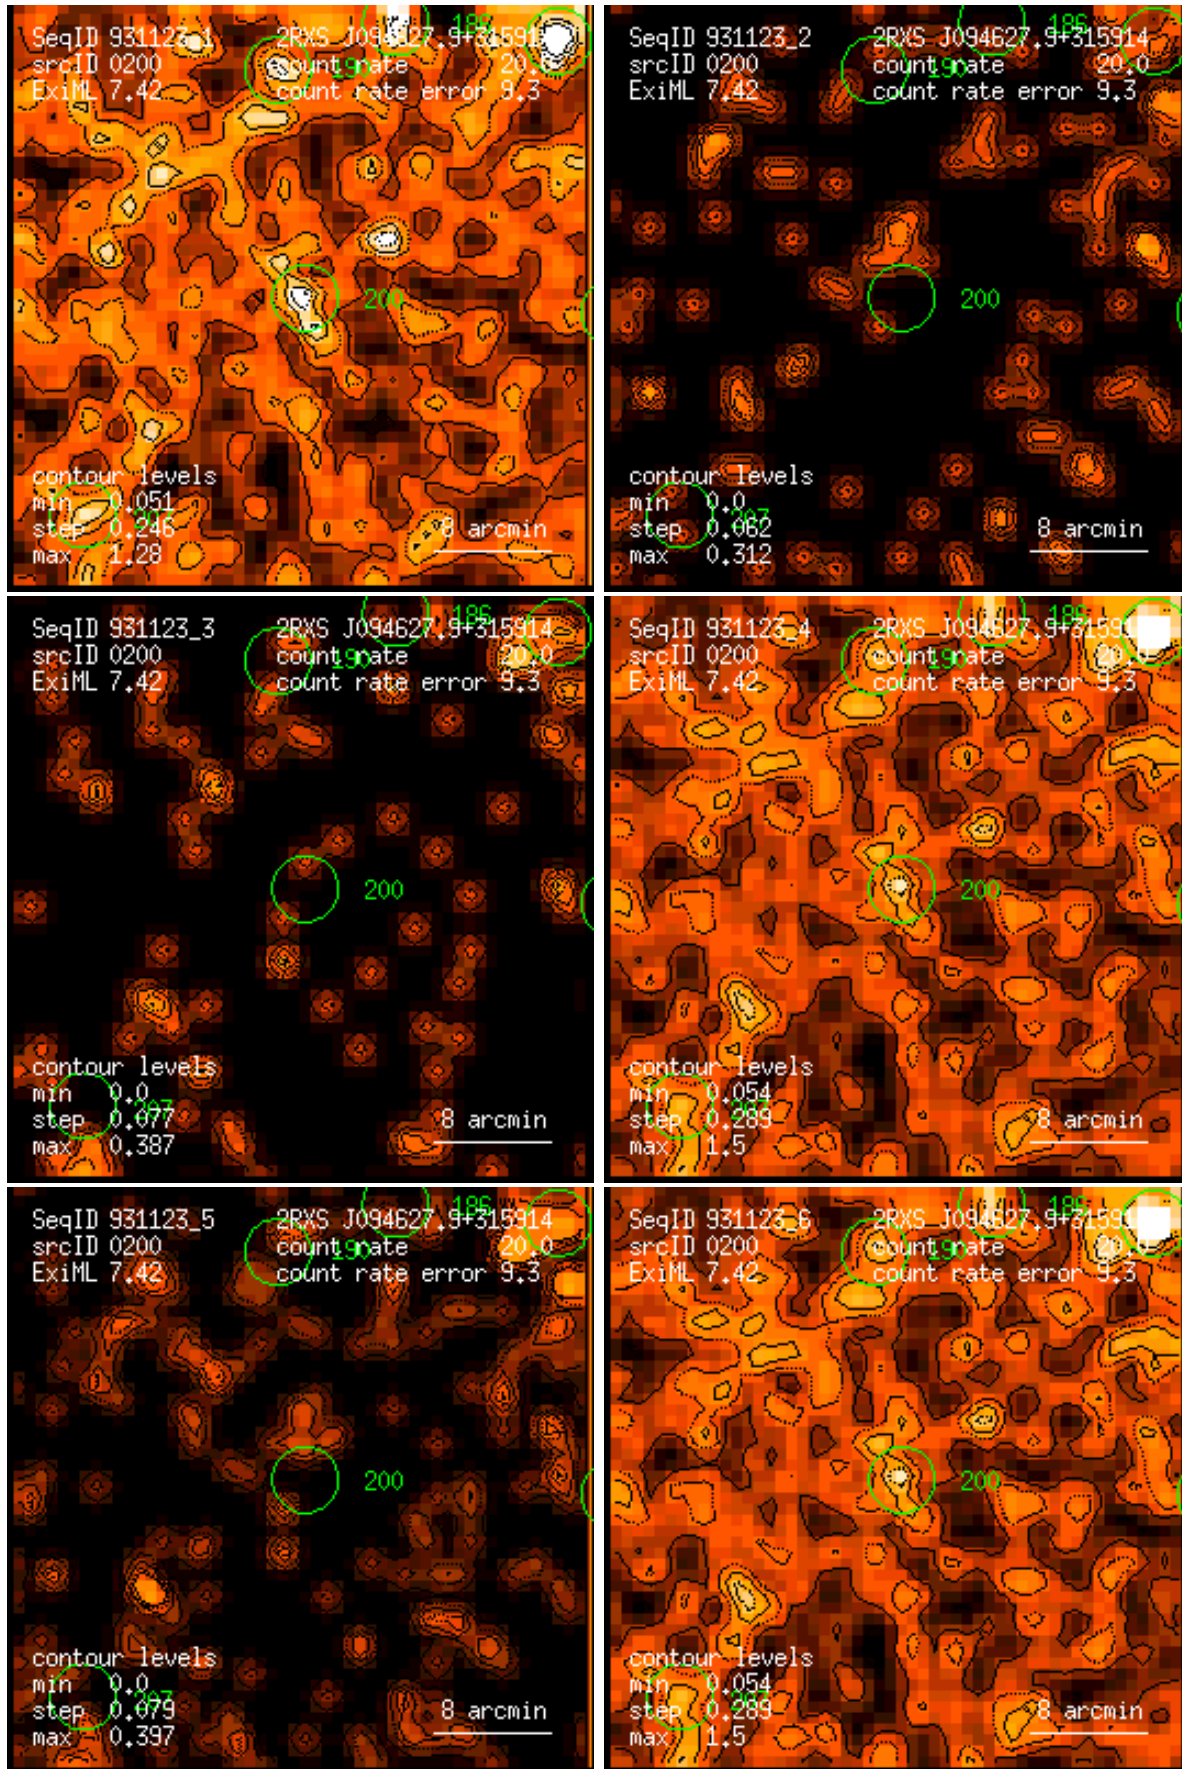 SeqID 931123_1 2RXS J094627.9+315914 186
srcID 0200 count rate 20.0 190
ExiML 7.42 count rate error 9.3
200
contour levels
min 0.051
step 0.246 8 arcmin
max 1.28
SeqID 931123_2 2RXS J094627.9+315914 186
srcID 0200 count rate 20.0 190
ExiML 7.42 count rate error 9.3
200
contour levels
min 0.0
step 0.062 207 8 arcmin
max 0.312
SeqID 931123_3 2RXS J094627.9+315914 186
srcID 0200 count rate 20.0 190
ExiML 7.42 count rate error 9.3
200
contour levels
min 0.0
step 0.077 207 8 arcmin
max 0.387
SeqID 931123_4 2RXS J094627.9+315914 186
srcID 0200 count rate 20.0 190
ExiML 7.42 count rate error 9.3
200
contour levels
min 0.054
step 0.289 8 arcmin
max 1.5
SeqID 931123_5 2RXS J094627.9+315914 186
srcID 0200 count rate 20.0 190
ExiML 7.42 count rate error 9.3
200
contour levels
min 0.0
step 0.079 207 8 arcmin
max 0.397
SeqID 931123_6 2RXS J094627.9+315914 186
srcID 0200 count rate 20.0 190
ExiML 7.42 count rate error 9.3
200
contour levels
min 0.054
step 0.289 8 arcmin
max 1.5